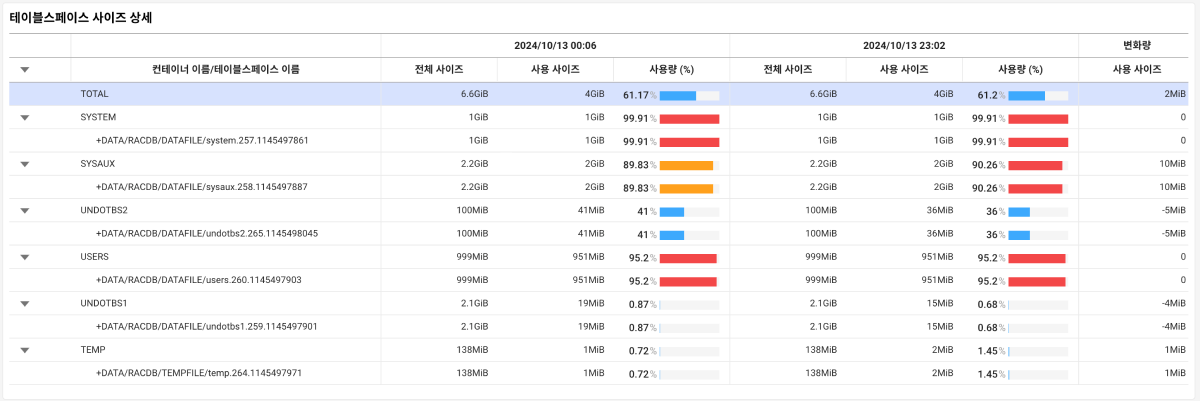 테이블스페이스 사이즈 상세
2024/10/13 00:06 2024/10/13 23:02 변화량
컨테이너 이름/테이블스페이스 이름 전체 사이즈 사용 사이즈 사용량 (%) 전체 사이즈 사용 사이즈 사용량 (%) 사용 사이즈
TOTAL 6.6GiB 4GiB 61.17% 6.6GiB 4GiB 61.2% 2MiB
SYSTEM 1GiB 1GiB 99.91% 1GiB 1GiB 99.91% 0
+DATA/RACDB/DATAFILE/system.257.1145497861 1GiB 1GiB 99.91% 1GiB 1GiB 99.91% 0
SYSAUX 2.2GiB 2GiB 89.83% 2.2GiB 2GiB 90.26% 10MiB
+DATA/RACDB/DATAFILE/sysaux.258.1145497887 2.2GiB 2GiB 89.83% 2.2GiB 2GiB 90.26% 10MiB
UNDOTBS2 100MiB 41MiB 41% 100MiB 36MiB 36% -5MiB
+DATA/RACDB/DATAFILE/undotbs2.265.1145498045 100MiB 41MiB 41% 100MiB 36MiB 36% -5MiB
USERS 999MiB 951MiB 95.2% 999MiB 951MiB 95.2% 0
+DATA/RACDB/DATAFILE/users.260.1145497903 999MiB 951MiB 95.2% 999MiB 951MiB 95.2% 0
UNDOTBS1 2.1GiB 19MiB 0.87% 2.1GiB 15MiB 0.68% -4MiB
+DATA/RACDB/DATAFILE/undotbs1.259.1145497901 2.1GiB 19MiB 0.87% 2.1GiB 15MiB 0.68% -4MiB
TEMP 138MiB 1MiB 0.72% 138MiB 2MiB 1.45% 1MiB
+DATA/RACDB/TEMPFILE/temp.264.1145497971 138MiB 1MiB 0.72% 138MiB 2MiB 1.45% 1MiB